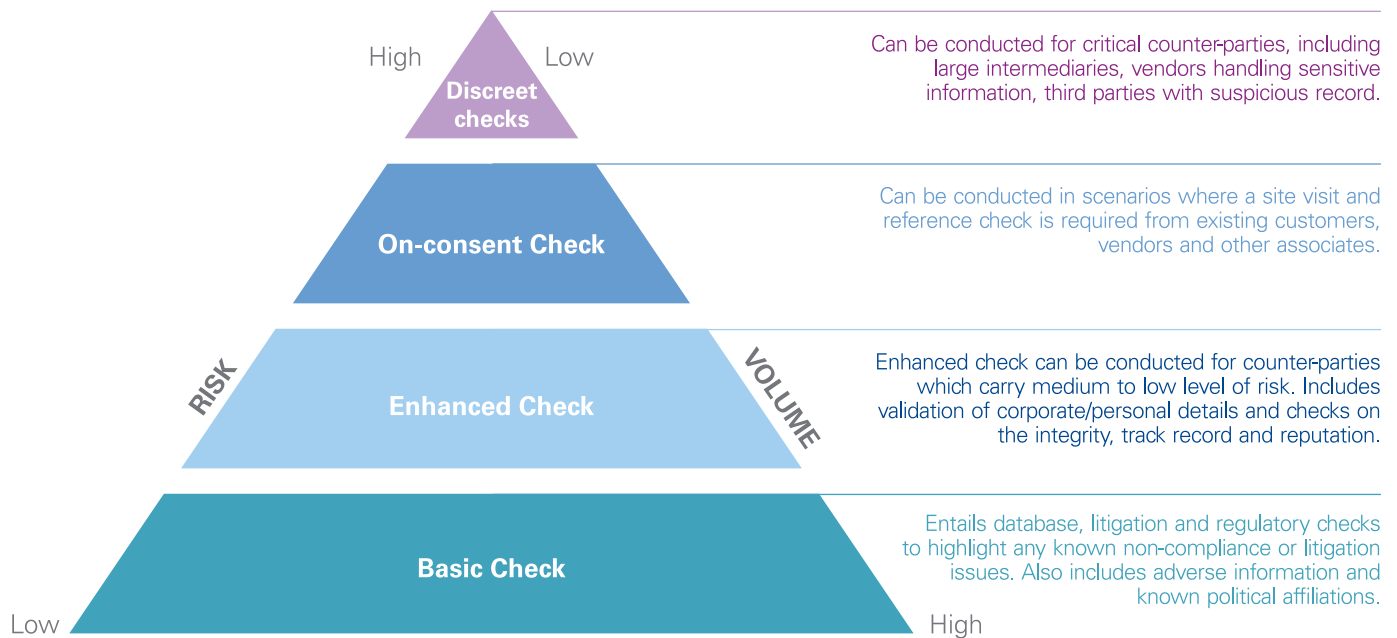 High
Low
Discreet
checks
Can be conducted for critical counter-parties, including
large intermediaries, vendors handling sensitive
information, third parties with suspicious record.
On-consent Check
Can be conducted in scenarios where a site visit and
reference check is required from existing customers,
vendors and other associates.
RISK
Enhanced Check
VOLUME
Enhanced check can be conducted for counter-parties
which carry medium to low level of risk. Includes
validation of corporate/personal details and checks on
the integrity, track record and reputation.
Basic Check
Entails database, litigation and regulatory checks
to highlight any known non-compliance or litigation
issues. Also includes adverse information and
known political affiliations.
Low
High